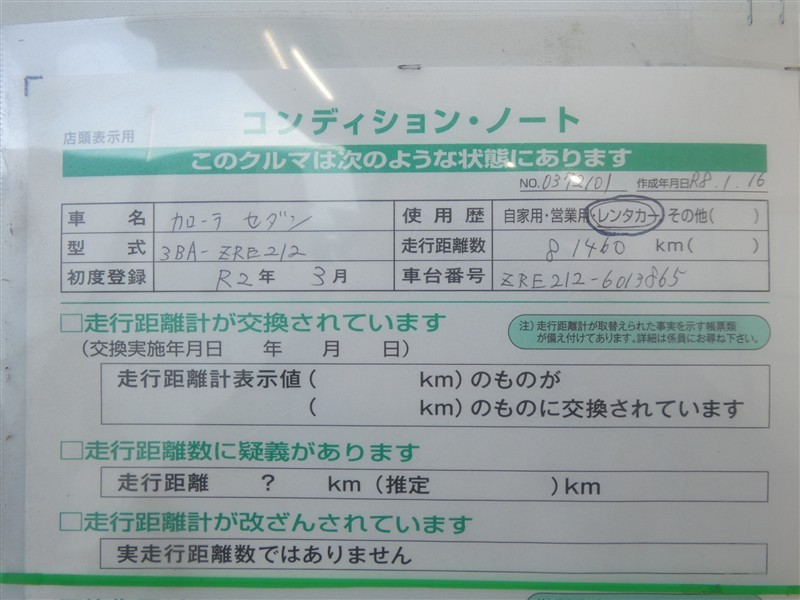 コンディション・ノート
店頭表示用
このクルマは次のような状態にあります
NO. 0372101 作成年月日 R8.1.16
車名 カローラ セダン 使用歴 自家用・営業用・レンタカー・その他( )
型式 3BA-ZRE212 走行距離数 81460 km( )
初度登録 R2年 3月 車台番号 ZRE212-6013865
□走行距離計が交換されています
注)走行距離計が取替えられた事実を示す帳票類
が備え付けてあります。詳細は係員にお尋ね下さい。
(交換実施年月日 年 月 日)
走行距離計表示値( km)のものが
( km)のものに交換されています
□走行距離数に疑義があります
走行距離 ? km(推定 )km
□走行距離計が改ざんされています
実走行距離数ではありません